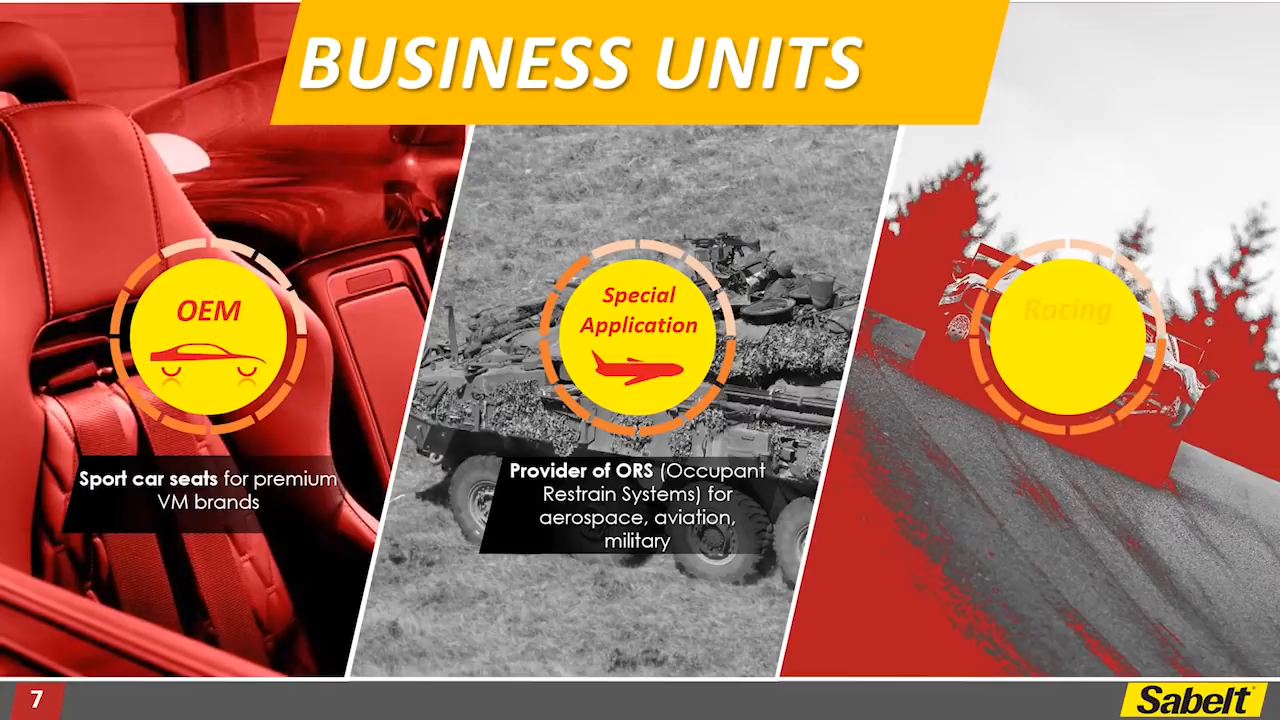 BUSINESS UNITS
OEM
Sport car seats for premium
VM brands
Special
Application
Provider of ORS (Occupant
Restrain Systems) for
aerospace, aviation,
military
Racing
7
Sabelt